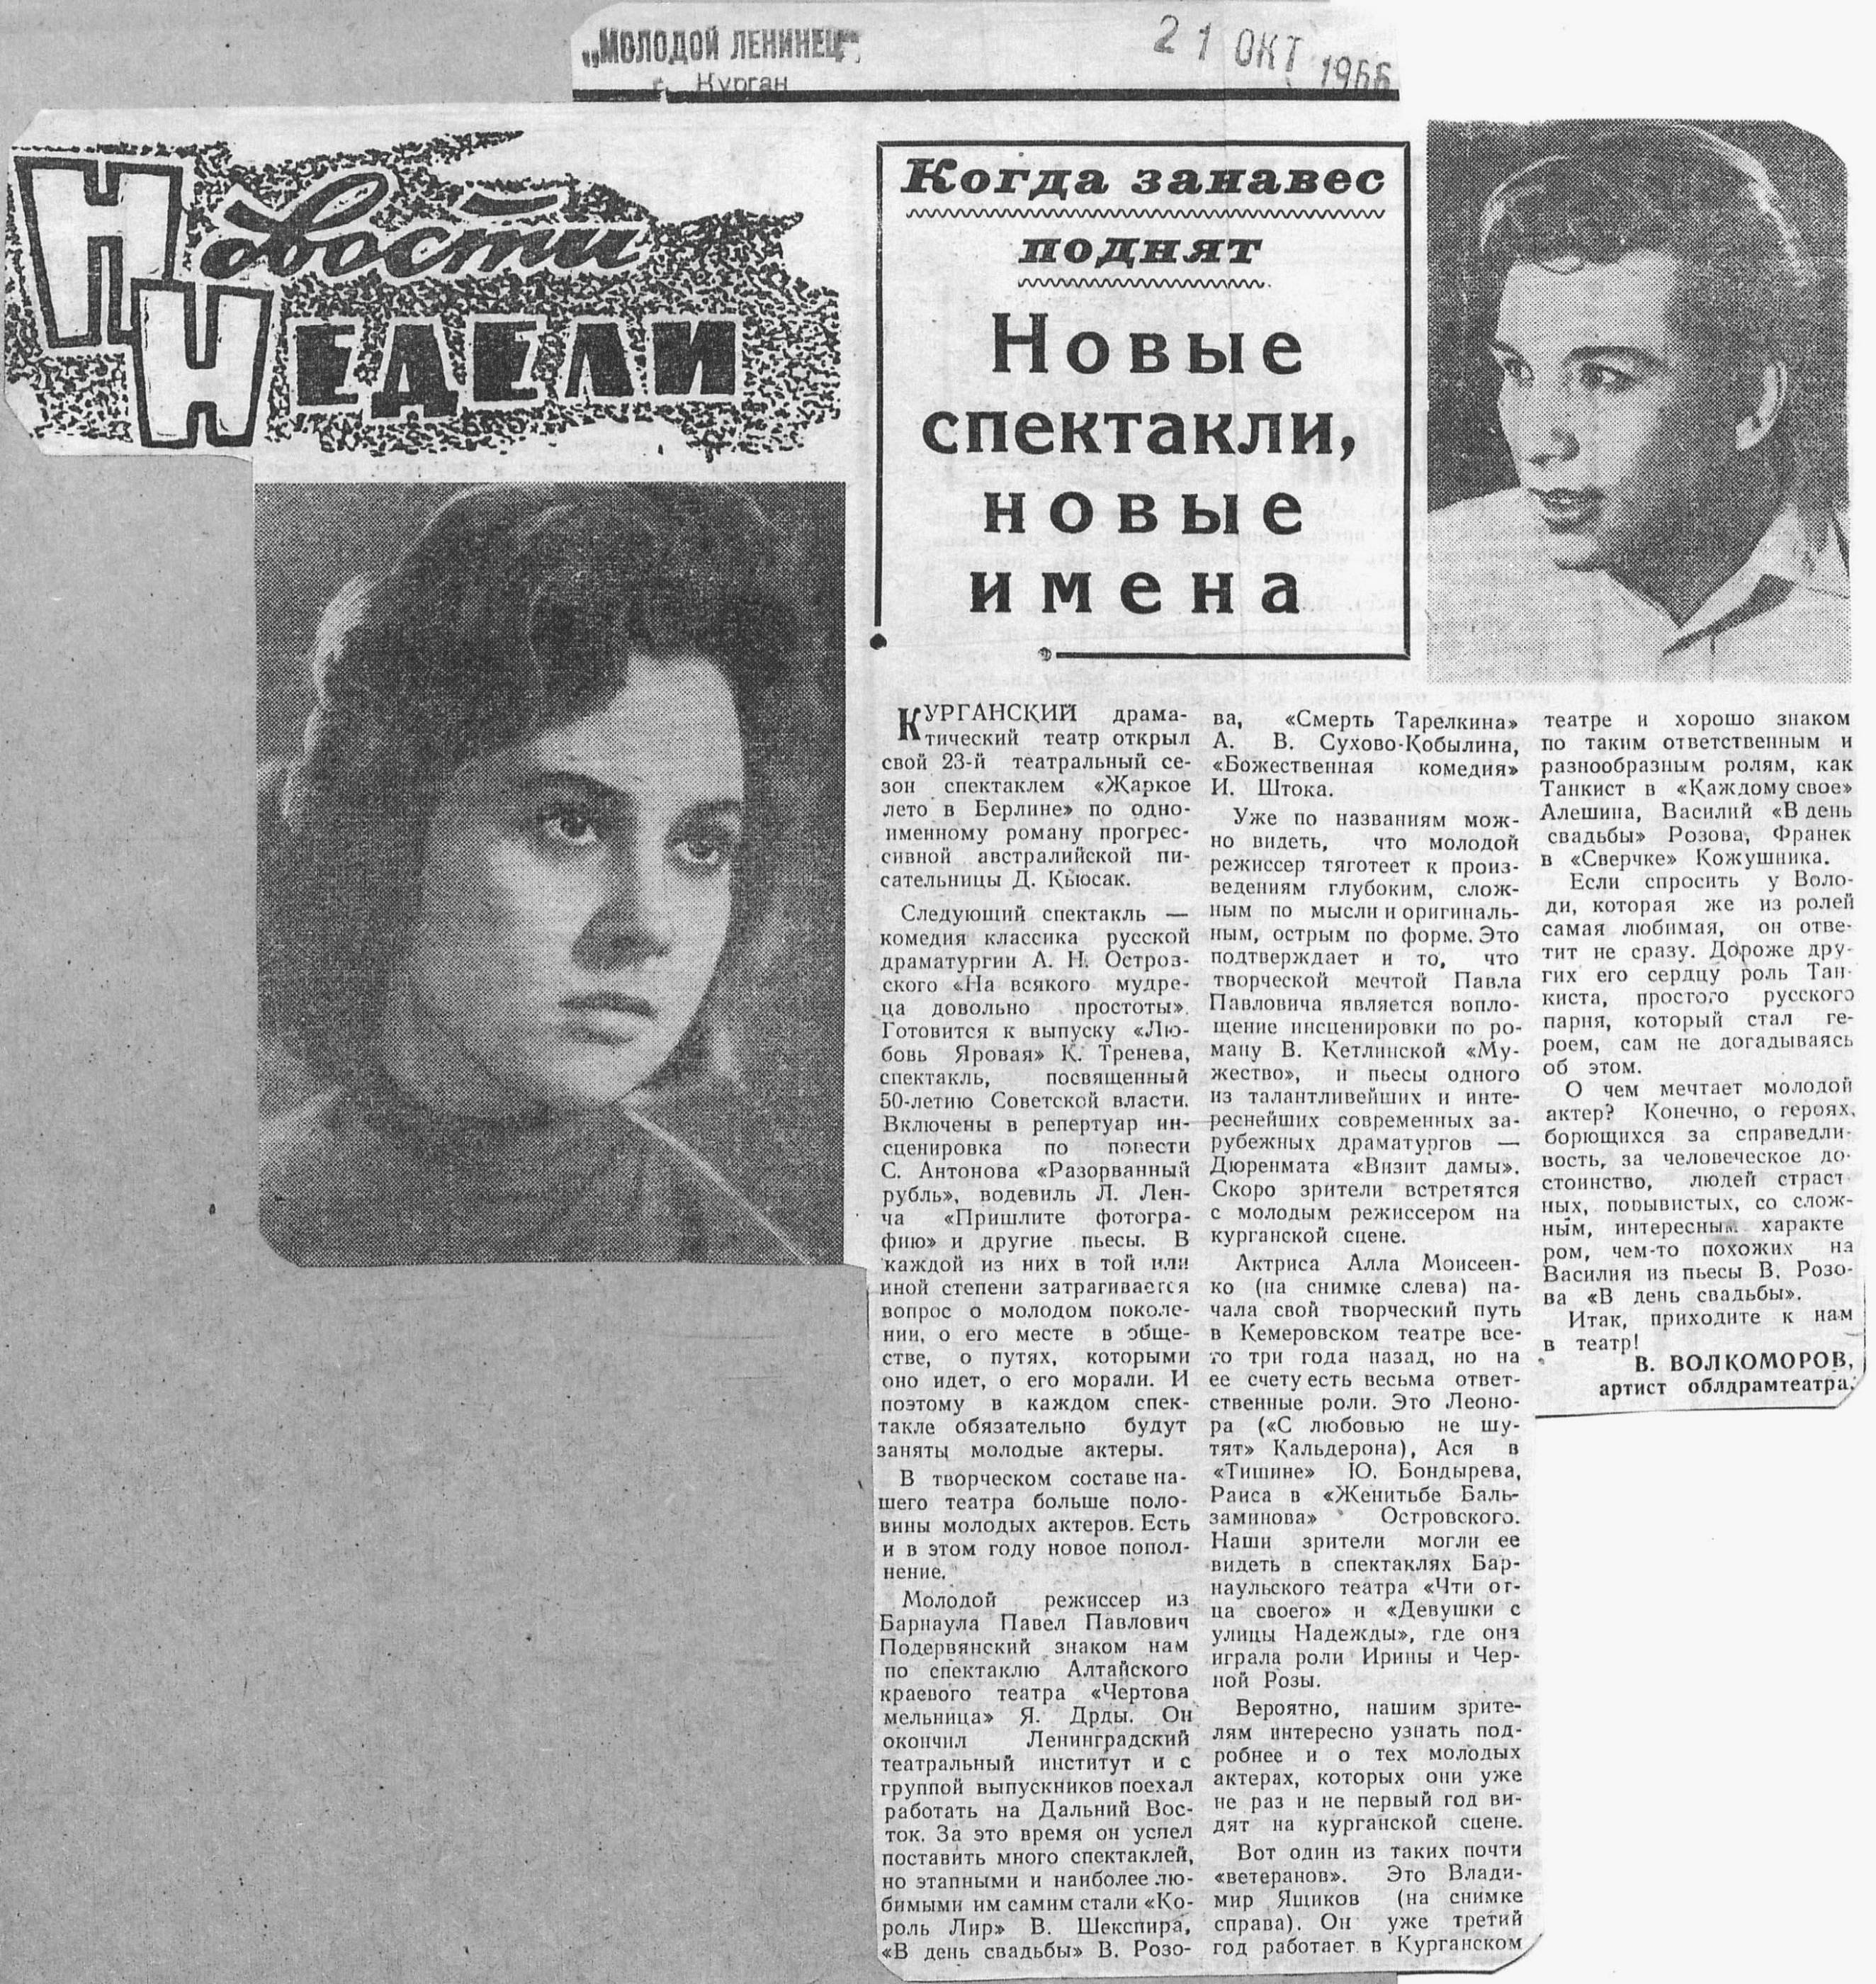 „МОЛОДОЙ ЛЕНИНЕЦ"
г. Курган
21 ОКТ 1966
Новости
Недели
Когда занавес
поднят
Новые
спектакли,
новые
имена
КУРГАНСКИЙ драма-
тический театр открыл
свой 23-й театральный се-
зон спектаклем «Жаркое
лето в Берлине» по одно-
именному роману прогрес-
сивной австралийской пи-
сательницы Д. Кьюсак.
Следующий спектакль —
комедия классика русской
драматургии А. Н. Остров-
ского «На всякого мудре-
ца довольно простоты».
Готовится к выпуску «Лю-
бовь Яровая» К. Тренева,
спектакль, посвященный
50-летию Советской власти.
Включены в репертуар ин-
сценировка по повести
С. Антонова «Разорванный
рубль», водевиль Л. Лен-
ча «Пришлите фотогра-
фию» и другие пьесы. В
каждой из них в той или
иной степени затрагивается
вопрос о молодом поколе-
нии, о его месте в обще-
стве, о путях, которыми
оно идет, о его морали. И
поэтому в каждом спек-
такле обязательно будут
заняты молодые актеры.
В творческом составе на-
шего театра больше поло-
вины молодых актеров. Есть
и в этом году новое попол-
нение.
Молодой режиссер из
Барнаула Павел Павлович
Подервянский знаком нам
по спектаклю Алтайского
краевого театра «Чертова
мельница» Я. Дрды. Он
окончил Ленинградский
театральный институт и с
группой выпускников поехал
работать на Дальний Вос-
ток. За это время он успел
поставить много спектаклей,
но этапными и наиболее лю-
бимыми им самим стали «Ко-
роль Лир» В. Шекспира,
«В день свадьбы» В. Розо-
ва, «Смерть Тарелкина»
А. В. Сухово-Кобылина,
«Божественная комедия»
И. Штока.
Уже по названиям мож-
но видеть, что молодой
режиссер тяготеет к произ-
ведениям глубоким, слож-
ным по мысли и оригиналь-
ным, острым по форме. Это
подтверждает и то, что
творческой мечтой Павла
Павловича является вопло-
щение инсценировки по ро-
ману В. Кетлинской «Му-
жество», и пьесы одного
из талантливейших и инте-
реснейших современных за-
рубежных драматургов —
Дюренмата «Визит дамы».
Скоро зрители встретятся
с молодым режиссером на
курганской сцене.
Актриса Алла Моисеен-
ко (на снимке слева) на-
чала свой творческий путь
в Кемеровском театре все-
го три года назад, но на
ее счету есть весьма ответ-
ственные роли. Это Леоно-
ра («С любовью не шу-
тят» Кальдерона), Ася в
«Тишине» Ю. Бондырева,
Раиса в «Женитьбе Баль-
заминова» Островского.
Наши зрители могли ее
видеть в спектаклях Бар-
наульского театра «Чти от-
ца своего» и «Девушки с
улицы Надежды», где она
играла роли Ирины и Чер-
ной Розы.
Вероятно, нашим зрите-
лям интересно узнать под-
робнее и о тех молодых
актерах, которых они уже
не раз и не первый год ви-
дят на курганской сцене.
Вот один из таких почти
«ветеранов». Это Влади-
мир Ящиков (на снимке
справа). Он уже третий
год работает в Курганском
театре и хорошо знаком
по таким ответственным и
разнообразным ролям, как
Танкист в «Каждому свое»
Алешина, Василий «В день
свадьбы» Розова, Франек
в «Сверчке» Кожушника.
Если спросить у Воло-
ди, которая же из ролей
самая любимая, он отве-
тит не сразу. Дороже дру-
гих его сердцу роль Тан-
киста, простого русского
парня, который стал ге-
роем, сам не догадываясь
об этом.
О чем мечтает молодой
актер? Конечно, о героях,
борющихся за справедли-
вость, за человеческое до-
стоинство, людей страст-
ных, порывистых, со слож-
ным, интересным характе
ром, чем-то похожих на
Василия из пьесы В. Розо-
ва «В день свадьбы».
Итак, приходите к нам
в театр!
В. ВОЛКОМОРОВ,
артист облдрамтеатра.